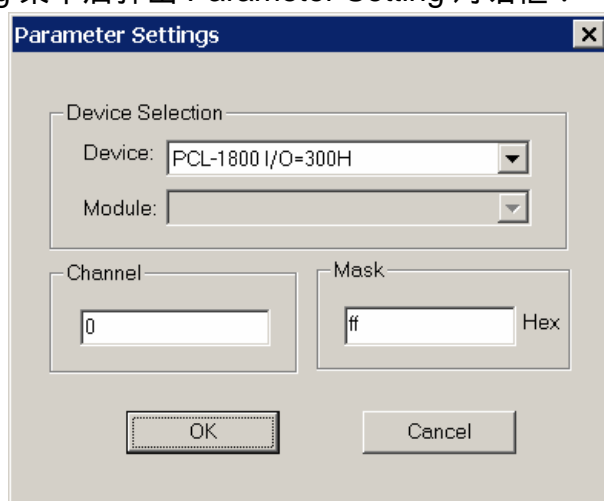 Parameter Settings
Device Selection
Device: PCL-1800 I/O=300H
Module:
Channel
Mask
0
ff Hex
OK
Cancel